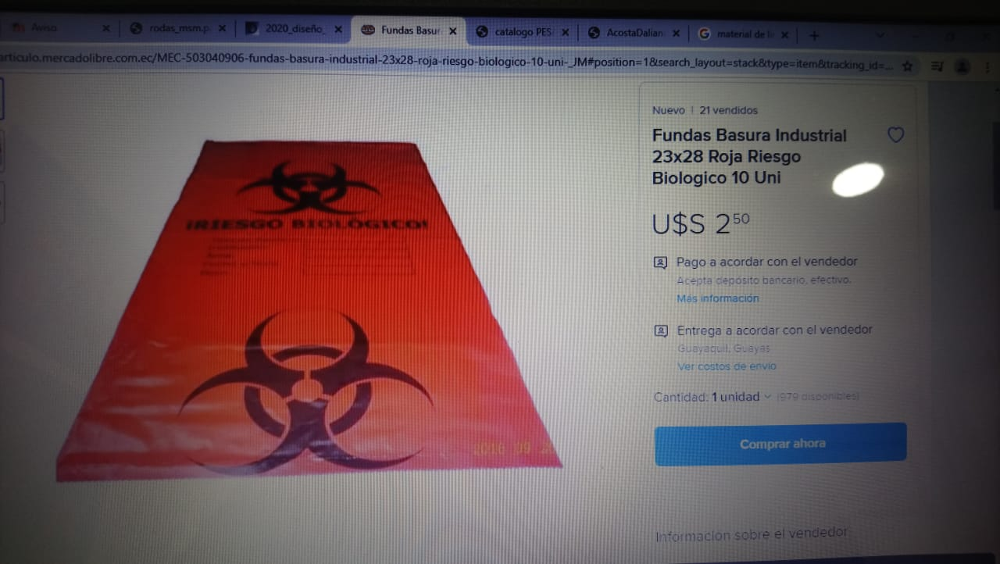 Aviso
rodas_msm.p
2020_diseño_
Fundas Basur
catalogo PES
AcostaDalian
material de li
articulo.mercadolibre.com.ec/MEC-503040906-fundas-basura-industrial-23x28-roja-riesgo-biologico-10-uni-_JM#position=1&search_layout=stack&type=item&tracking_id=...
¡RIESGO BIOLÓGICO!
Nuevo | 21 vendidos
Fundas Basura Industrial
23x28 Roja Riesgo
Biologico 10 Uni
U$S 2 50
Pago a acordar con el vendedor
Acepta depósito bancario, efectivo.
Más información
Entrega a acordar con el vendedor
Guayaquil, Guayas
Ver costos de envío
Cantidad: 1 unidad (979 disponibles)
Comprar ahora
Información sobre el vendedor